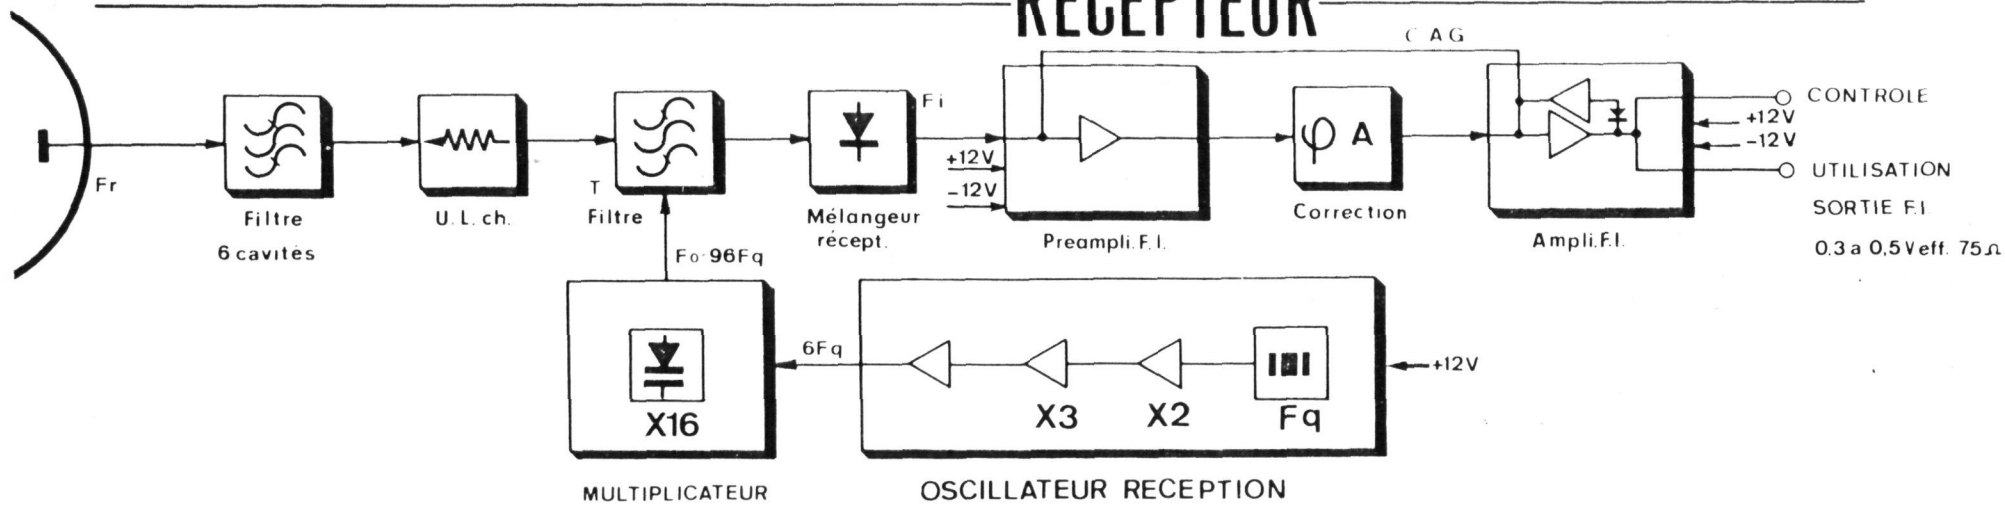 RECEPTEUR
C A G
Fr
Filtre
6 cavités
U.L.ch.
T
Filtre
Mélangeur
récept.
Fi
+12V
-12V
Preampli.F.I.
φ A
Correction
Ampli.F.I.
CONTROLE
+12V
-12V
UTILISATION
SORTIE F.I.
0.3 a 0,5 V eff. 75Ω
Fo-96Fq
X16
MULTIPLICATEUR
6Fq
X3
X2
Fq
+12V
OSCILLATEUR RECEPTION